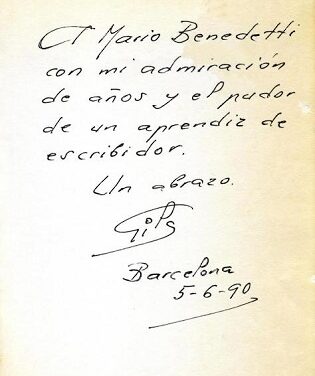 A Mario Benedetti
con mi admiración
de años y el pudor
de un aprendiz de
escribidor.
Un abrazo.
Barcelona
5-6-90